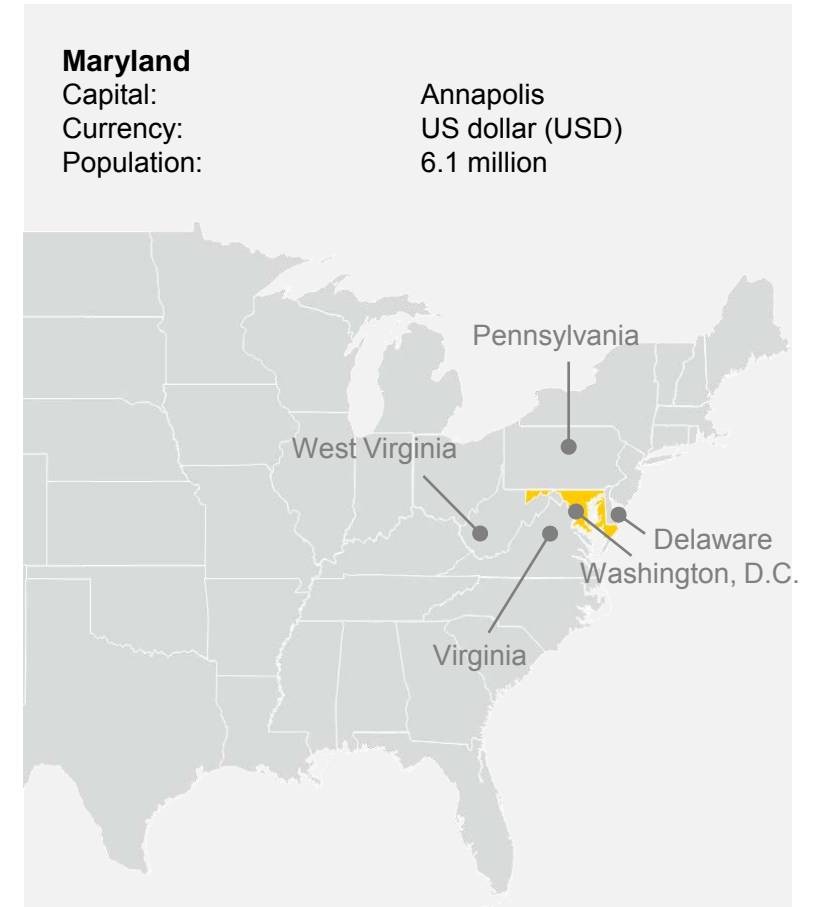 Maryland
Capital: Annapolis
Currency: US dollar (USD)
Population: 6.1 million
Pennsylvania
West Virginia
Delaware
Washington, D.C.
Virginia